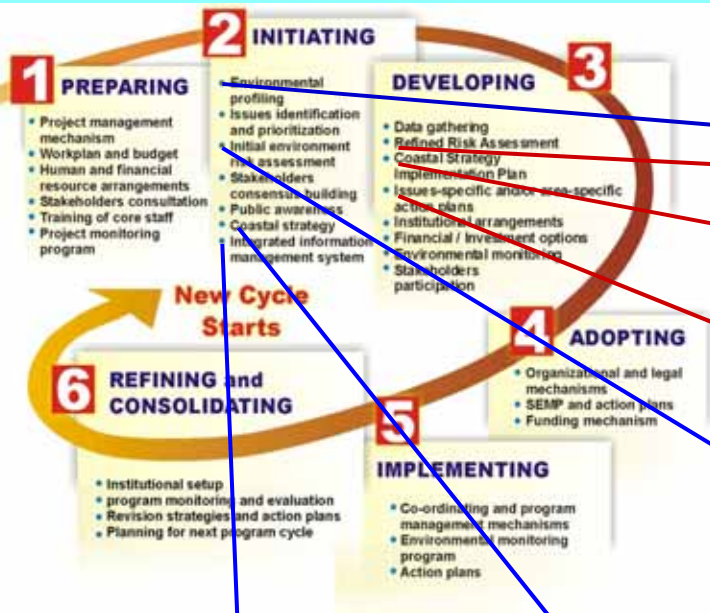 1 PREPARING
• Project management
mechanism
• Workplan and budget
• Human and financial
resource arrangements
• Stakeholders consultation
• Training of core staff
• Project monitoring
program
2 INITIATING
• Environmental
profiling
• Issues identification
and prioritization
• Initial environment
risk assessment
• Stakeholders
consensus building
• Public awareness
• Coastal strategy
• Integrated information
management system
3
DEVELOPING
• Data gathering
• Refined Risk Assessment
• Coastal Strategy
Implementation Plan
• Issues-specific and/or area-specific
action plans
• Institutional arrangements
• Financial / Investment options
• Environmental monitoring
• Stakeholders
participation
4 ADOPTING
• Organizational and legal
mechanisms
• SEMP and action plans
• Funding mechanism
5
IMPLEMENTING
• Co-ordinating and program
management mechanisms
• Environmental monitoring
program
• Action plans
6 REFINING and
CONSOLIDATING
• Institutional setup
• program monitoring and evaluation
• Revision strategies and action plans
• Planning for next program cycle
New Cycle
Starts